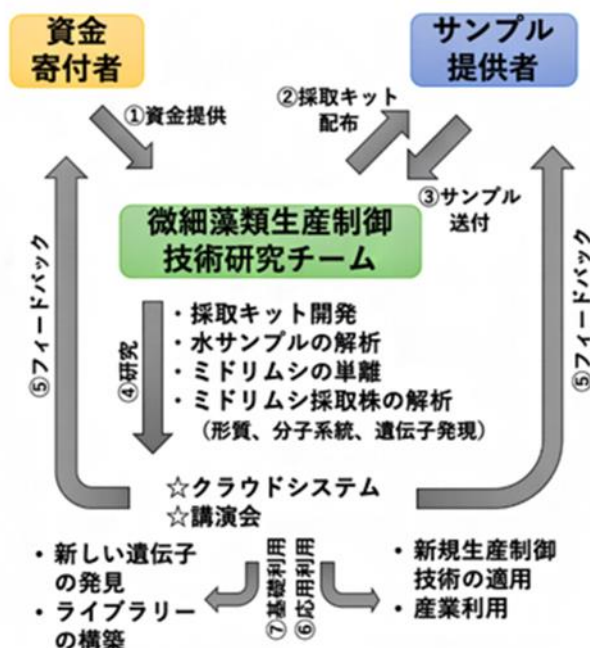 資金
寄付者
サンプル
提供者
①資金提供
②採取キット
配布
③サンプル
送付
微細藻類生産制御
技術研究チーム
⑤フィードバック
④研究
・採取キット開発
・水サンプルの解析
・ミドリムシの単離
・ミドリムシ採取株の解析
(形質、分子系統、遺伝子発現)
⑤フィードバック
☆クラウドシステム
☆講演会
・新しい遺伝子
の発見
・ライブラリー
の構築
⑦基礎利用
⑥応用利用
・新規生産制御
技術の適用
・産業利用